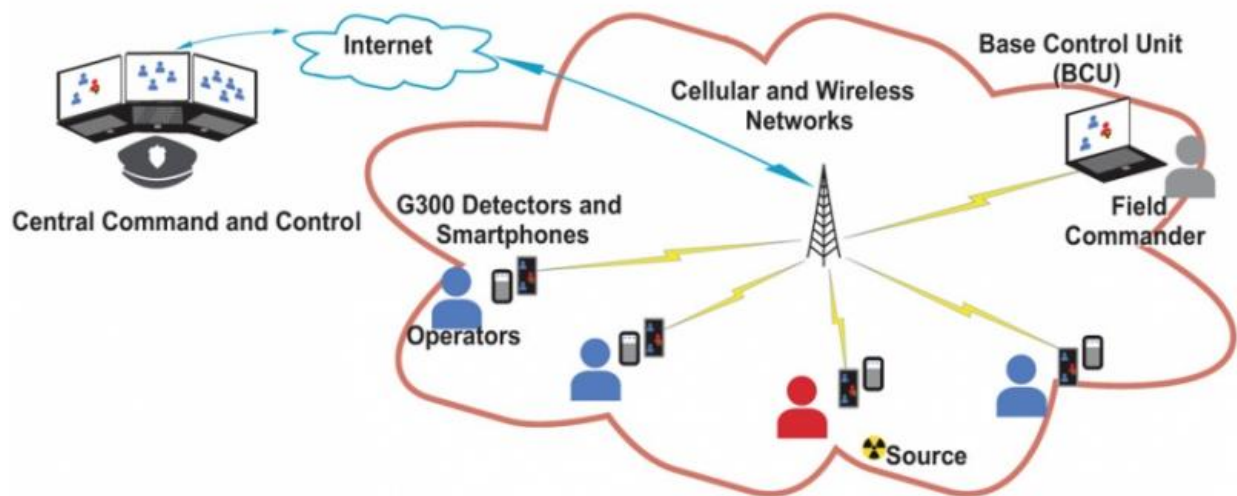 Internet
Central Command and Control
Cellular and Wireless
Networks
Base Control Unit
(BCU)
Field
Commander
G300 Detectors and
Smartphones
Operators
Source